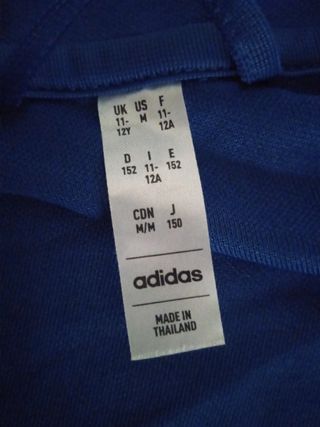 UK US F
11- M 11-
12Y 12A
D I E
152 11- 152
12A
CDN J
M/M 150
adidas
MADE IN
THAILAND